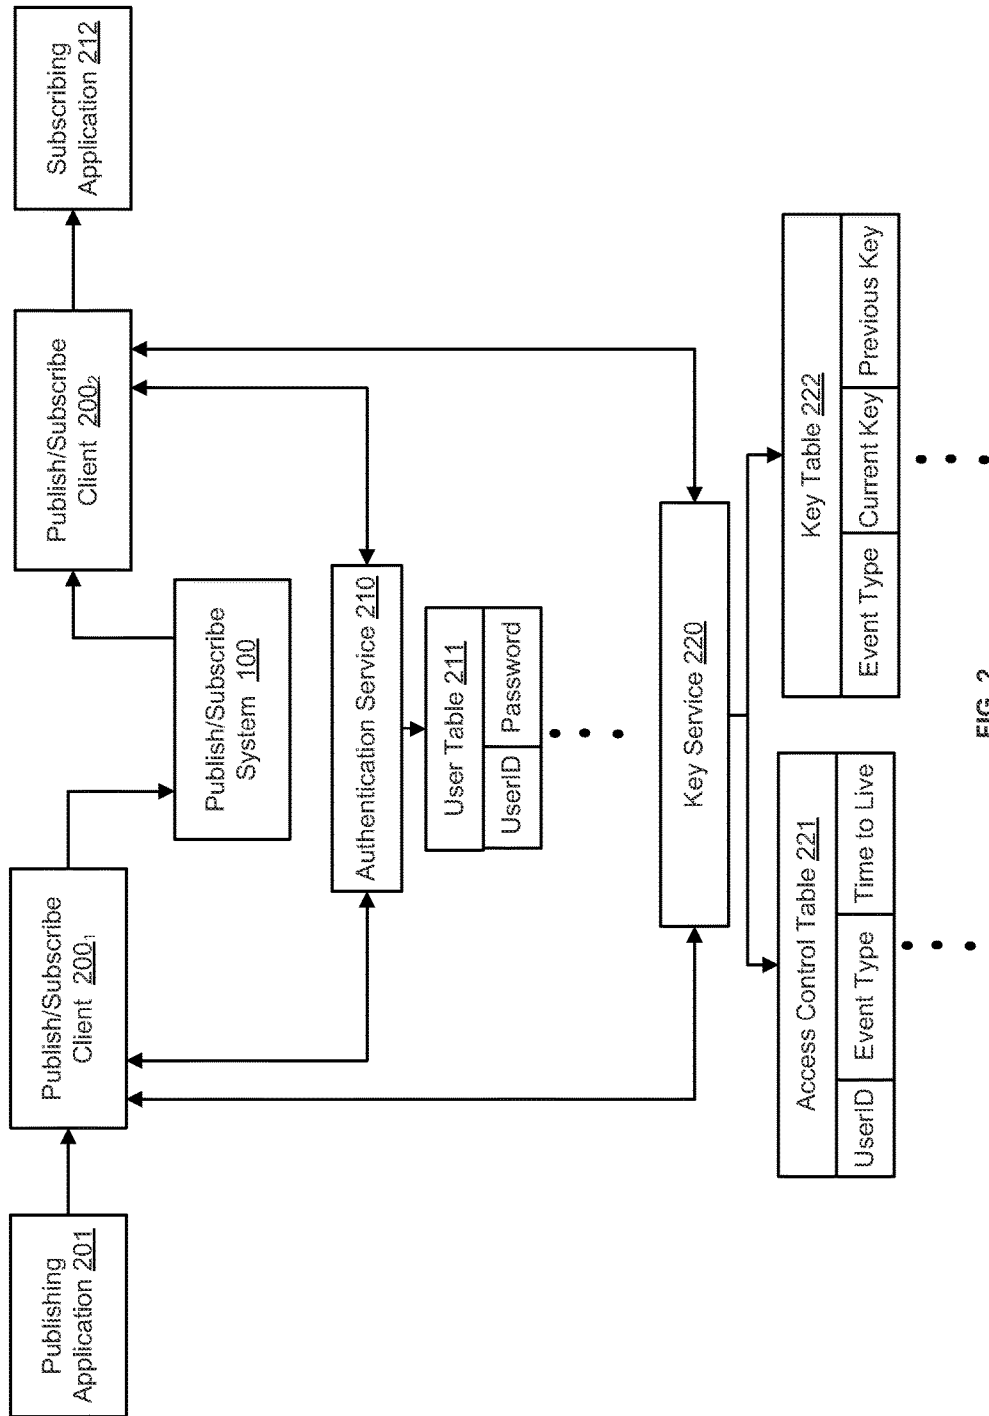 Publishing
Application 201
Publish/Subscribe
Client 200₁
Publish/Subscribe
System 100
Publish/Subscribe
Client 200₂
Subscribing
Application 212
Authentication Service 210
User Table 211
UserID
Password
Key Service 220
Access Control Table 221
UserID
Event Type
Time to Live
Key Table 222
Event Type
Current Key
Previous Key
FIG. 2